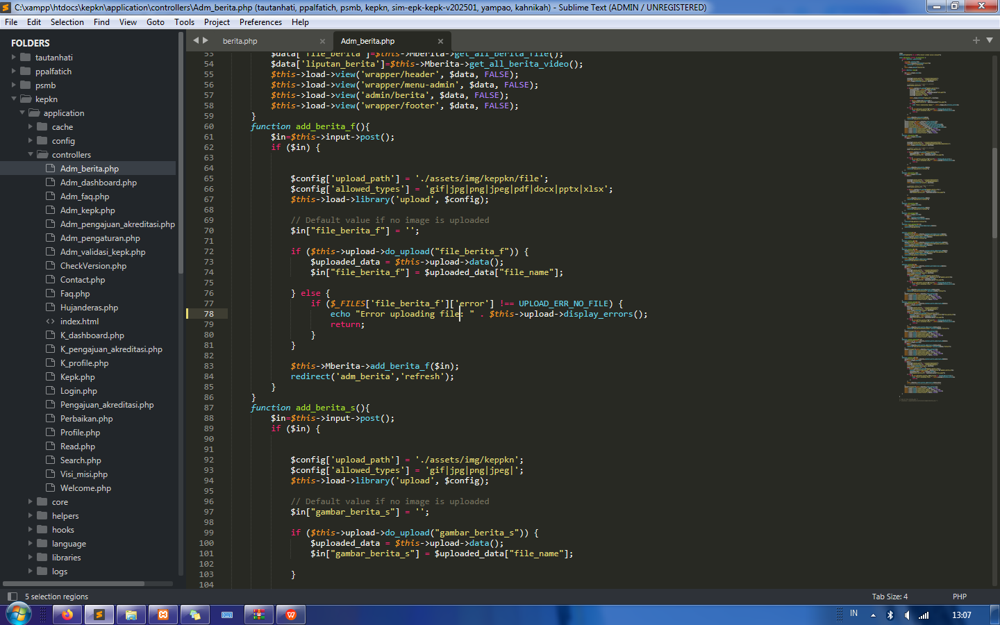 C:\xampp\htdocs\kepkn\application\controllers\Adm_berita.php (tautanhati, ppalfatich, psmb, kepkn, sim-epk-kepk-v202501, yampao, kahnikah) - Sublime Text (ADMIN / UNREGISTERED)
File Edit Selection Find View Goto Tools Project Preferences Help
FOLDERS
tautanhati
ppalfatich
psmb
kepkn
application
cache
config
controllers
Adm_berita.php
Adm_dashboard.php
Adm_faq.php
Adm_kepk.php
Adm_pengajuan_akreditasi.php
Adm_pengaturan.php
Adm_validasi_kepk.php
CheckVersion.php
Contact.php
Faq.php
Hujanderas.php
index.html
K_dashboard.php
K_pengajuan_akreditasi.php
K_profile.php
Kepk.php
Login.php
Pengajuan_akreditasi.php
Perbaikan.php
Profile.php
Read.php
Search.php
Visi_misi.php
Welcome.php
core
helpers
hooks
language
libraries
logs
berita.php
Adm_berita.php
53 $data['file_berita']=$this->Mberita->get_all_berita_file();
54 $data['liputan_berita']=$this->Mberita->get_all_berita_video();
55 $this->load->view('wrapper/header', $data, FALSE);
56 $this->load->view('wrapper/menu-admin', $data, FALSE);
57 $this->load->view('admin/berita', $data, FALSE);
58 $this->load->view('wrapper/footer', $data, FALSE);
59 }
60 function add_berita_f(){
61 $in=$this->input->post();
62 if ($in) {
63
64
65 $config['upload_path'] = './assets/img/keppkn/file';
66 $config['allowed_types'] = 'gif|jpg|png|jpeg|pdf|docx|pptx|xlsx';
67 $this->load->library('upload', $config);
68
69 // Default value if no image is uploaded
70 $in["file_berita_f"] = '';
71
72 if ($this->upload->do_upload("file_berita_f")) {
73 $uploaded_data = $this->upload->data();
74 $in["file_berita_f"] = $uploaded_data["file_name"];
75
76 } else {
77 if ($_FILES['file_berita_f']['error'] !== UPLOAD_ERR_NO_FILE) {
78 echo "Error uploading file: " . $this->upload->display_errors();
79 return;
80 }
81 }
82
83 $this->Mberita->add_berita_f($in);
84 redirect('adm_berita','refresh');
85 }
86 }
87 function add_berita_s(){
88 $in=$this->input->post();
89 if ($in) {
90
91
92 $config['upload_path'] = './assets/img/keppkn';
93 $config['allowed_types'] = 'gif|jpg|png|jpeg|';
94 $this->load->library('upload', $config);
95
96 // Default value if no image is uploaded
97 $in["gambar_berita_s"] = '';
98
99 if ($this->upload->do_upload("gambar_berita_s")) {
100 $uploaded_data = $this->upload->data();
101 $in["gambar_berita_s"] = $uploaded_data["file_name"];
102
103 }
104
5 selection regions
Tab Size: 4
PHP
IN
13:07